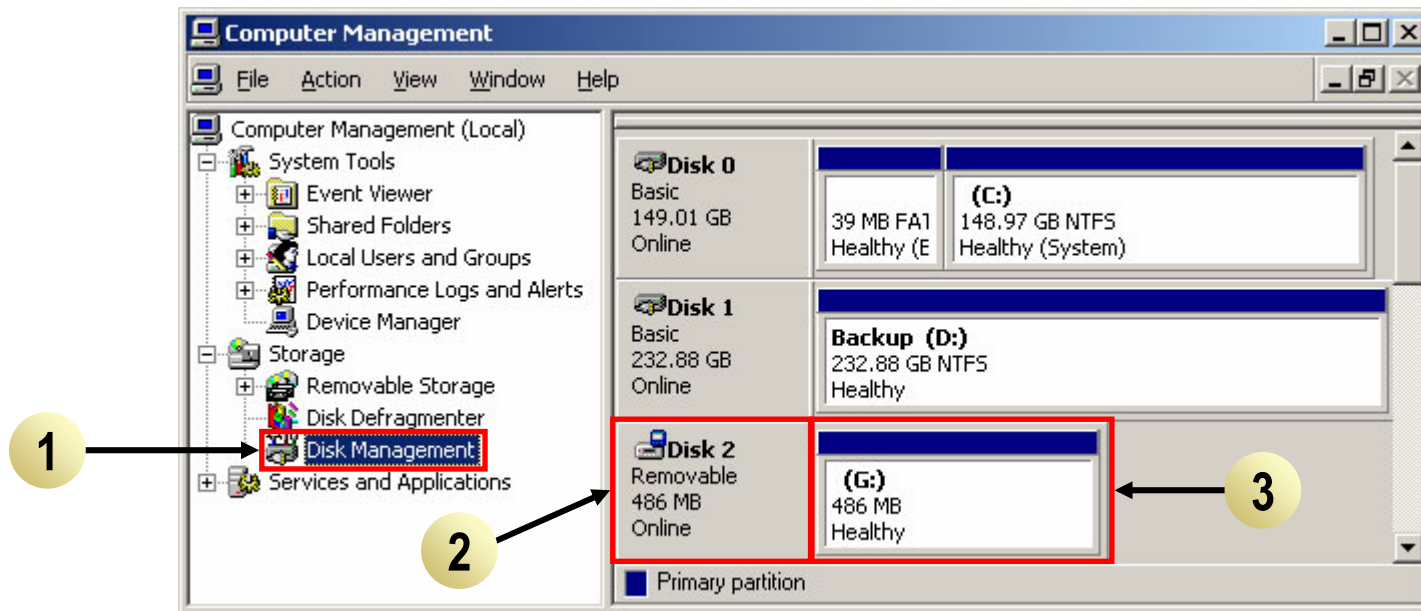 Computer Management
File Action View Window Help
Computer Management (Local)
System Tools
Event Viewer
Shared Folders
Local Users and Groups
Performance Logs and Alerts
Device Manager
Storage
Removable Storage
Disk Defragmenter
Disk Management
Services and Applications
Disk 0
Basic
149.01 GB
Online
39 MB FAT
Healthy (E
(C:)
148.97 GB NTFS
Healthy (System)
Disk 1
Basic
232.88 GB
Online
Backup (D:)
232.88 GB NTFS
Healthy
Disk 2
Removable
486 MB
Online
(G:)
486 MB
Healthy
Primary partition
1
2
3